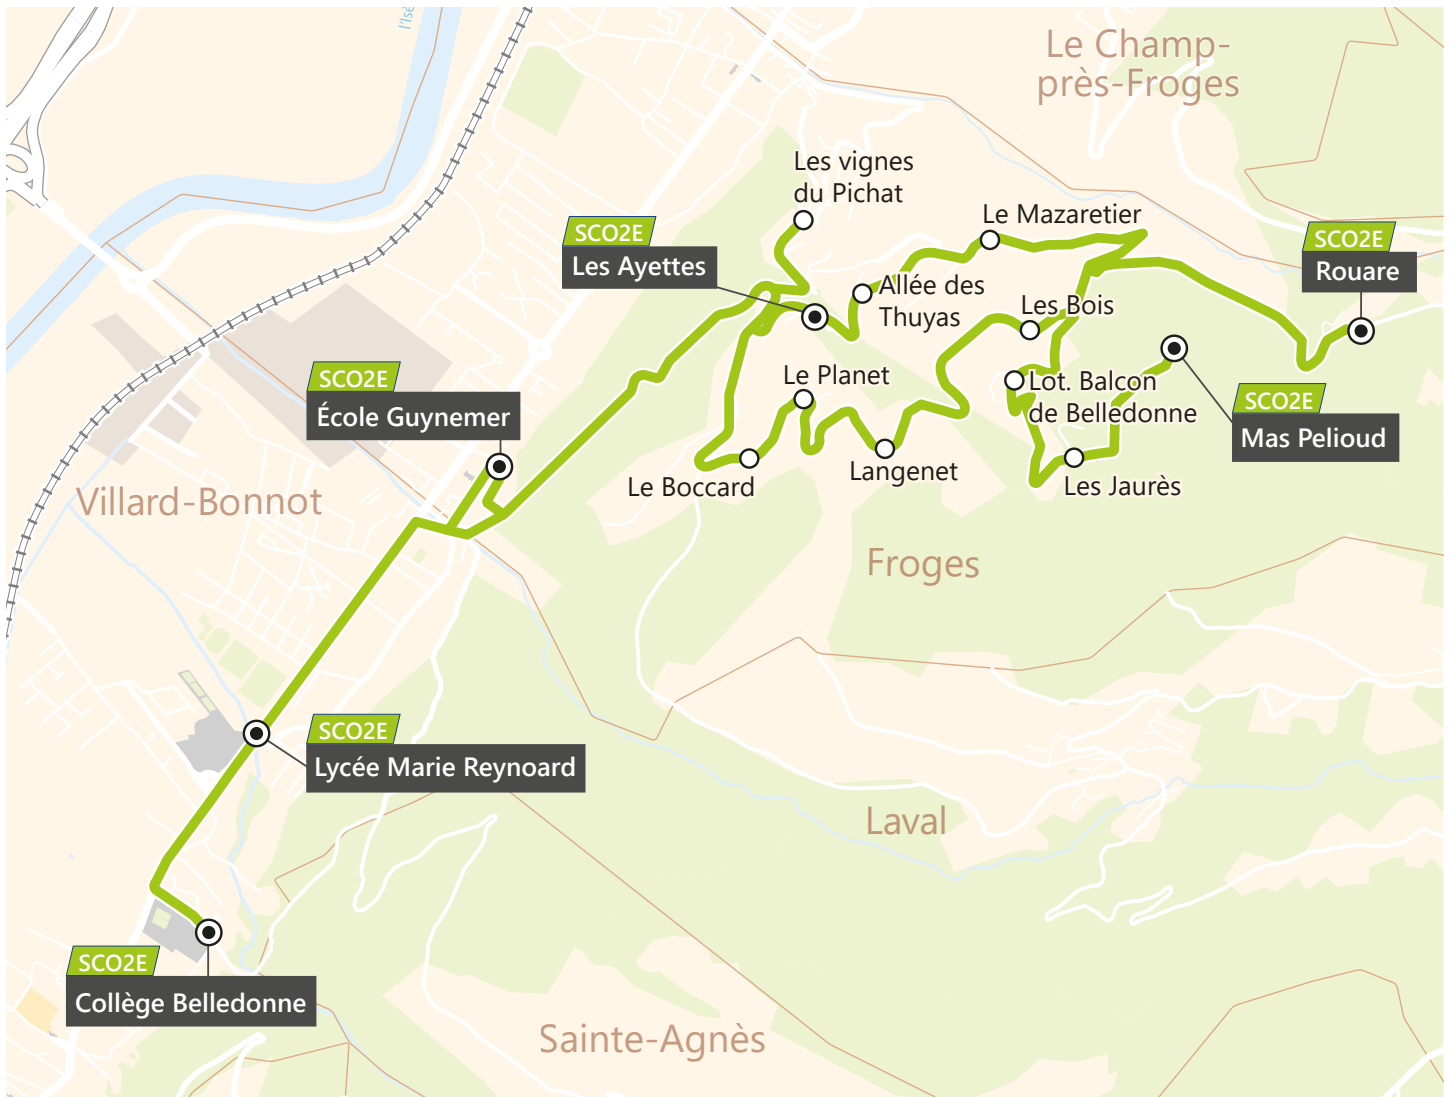 l'Isè
Le Champ-
près-Froges
Les vignes
du Pichat
Le Mazaretier
SCO2E
Les Ayettes
SCO2E
Rouare
Allée des
Thuyas
Les Bois
SCO2E
École Guynemer
Le Planet
Lot. Balcon
de Belledonne
SCO2E
Mas Pelioud
Villard-Bonnot
Le Boccard
Langenet
Les Jaurès
Froges
SCO2E
Lycée Marie Reynoard
Laval
SCO2E
Collège Belledonne
Sainte-Agnès